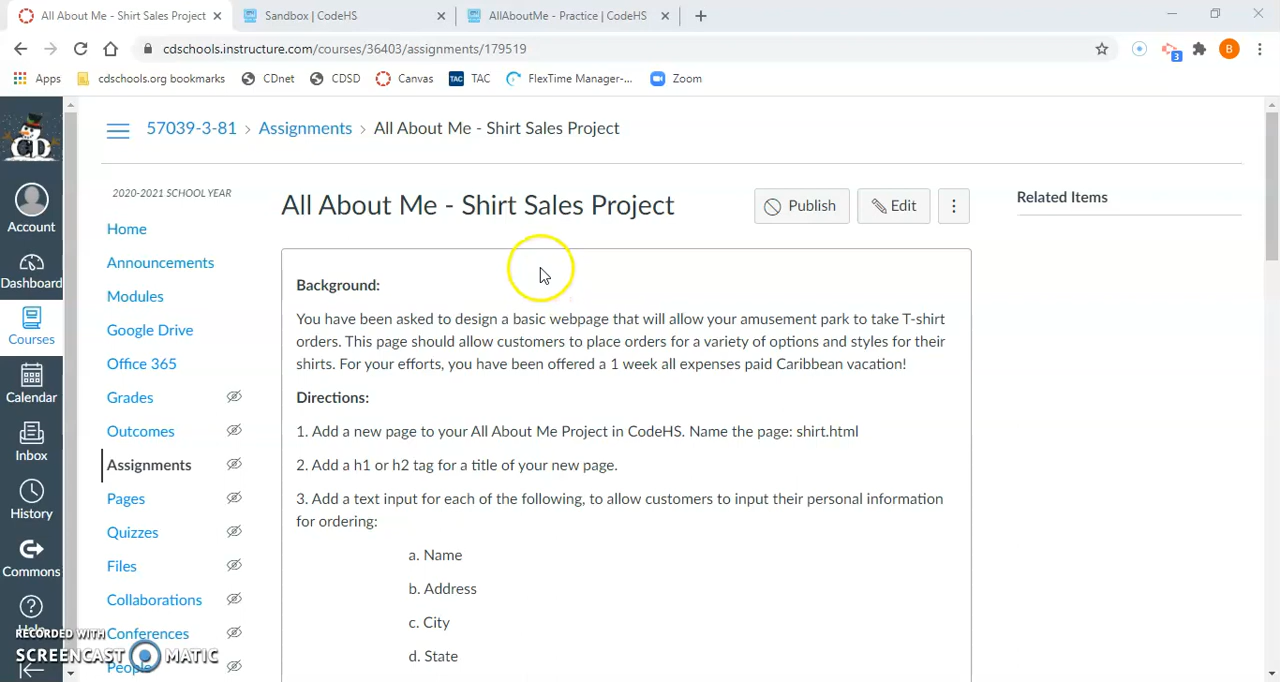 All About Me - Shirt Sales Project
Sandbox | CodeHS
AllAboutMe - Practice | CodeHS
cdschools.instructure.com/courses/36403/assignments/179519
3
B
Apps
cdschools.org bookmarks
CDnet
CDSD
Canvas
TAC
TAC
FlexTime Manager-...
Zoom
CD
Account
Dashboard
Courses
Calendar
Inbox
History
Commons
Help
57039-3-81 > Assignments > All About Me - Shirt Sales Project
2020-2021 SCHOOL YEAR
Home
Announcements
Modules
Google Drive
Office 365
Grades
Outcomes
Assignments
Pages
Quizzes
Files
Collaborations
Conferences
People
All About Me - Shirt Sales Project
Publish
Edit
Related Items
Background:
You have been asked to design a basic webpage that will allow your amusement park to take T-shirt
orders. This page should allow customers to place orders for a variety of options and styles for their
shirts. For your efforts, you have been offered a 1 week all expenses paid Caribbean vacation!
Directions:
1. Add a new page to your All About Me Project in CodeHS. Name the page: shirt.html
2. Add a h1 or h2 tag for a title of your new page.
3. Add a text input for each of the following, to allow customers to input their personal information
for ordering:
a. Name
b. Address
c. City
d. State
RECORDED WITH
SCREENCAST MATIC